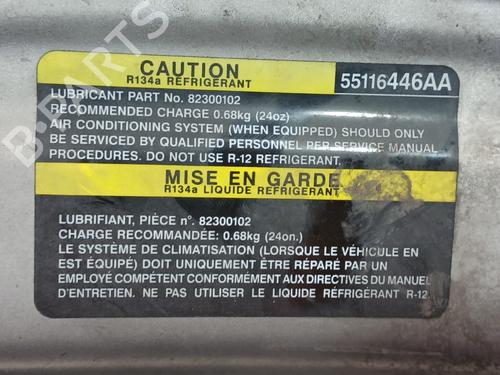 B-PARTS
CAUTION
R134a REFRIGERANT
55116446AA
LUBRICANT PART No. 82300102
RECOMMENDED CHARGE 0.68kg (24oz)
AIR CONDITIONING SYSTEM (WHEN EQUIPPED) SHOULD ONLY
BE SERVICED BY QUALIFIED PERSONNEL PER SERVICE MANUAL
PROCEDURES. DO NOT USE R-12 REFRIGERANT.
MISE EN GARDE
R134a LIQUIDE REFRIGERANT
LUBRIFIANT, PIÈCE n°. 82300102
CHARGE RECOMMANDÉE: 0.68kg (24on.)
LE SYSTÈME DE CLIMATISATION (LORSQUE LE VÉHICULE EN
EST ÉQUIPÉ) DOIT UNIQUEMENT ÊTRE RÉPARÉ PAR UN
EMPLOYÉ COMPÉTENT CONFORMÉMENT AUX DIRECTIVES DU MANUEL
D'ENTRETIEN. NE PAS UTILISER LE LIQUIDE RÉFRIGÉRANT R-12.